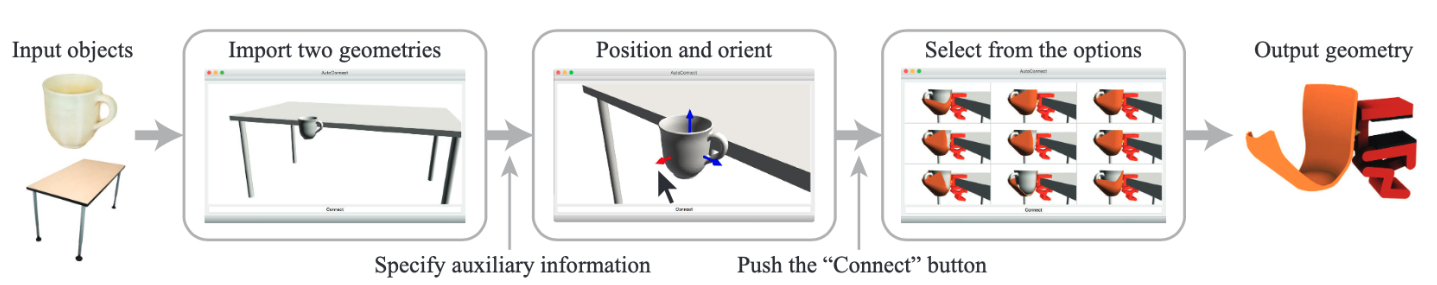 Input objects
Import two geometries
Position and orient
Select from the options
Output geometry
AutoConnect
AutoConnect
AutoConnect
Connect
Connect
Connect
Specify auxiliary information
Push the “Connect” button